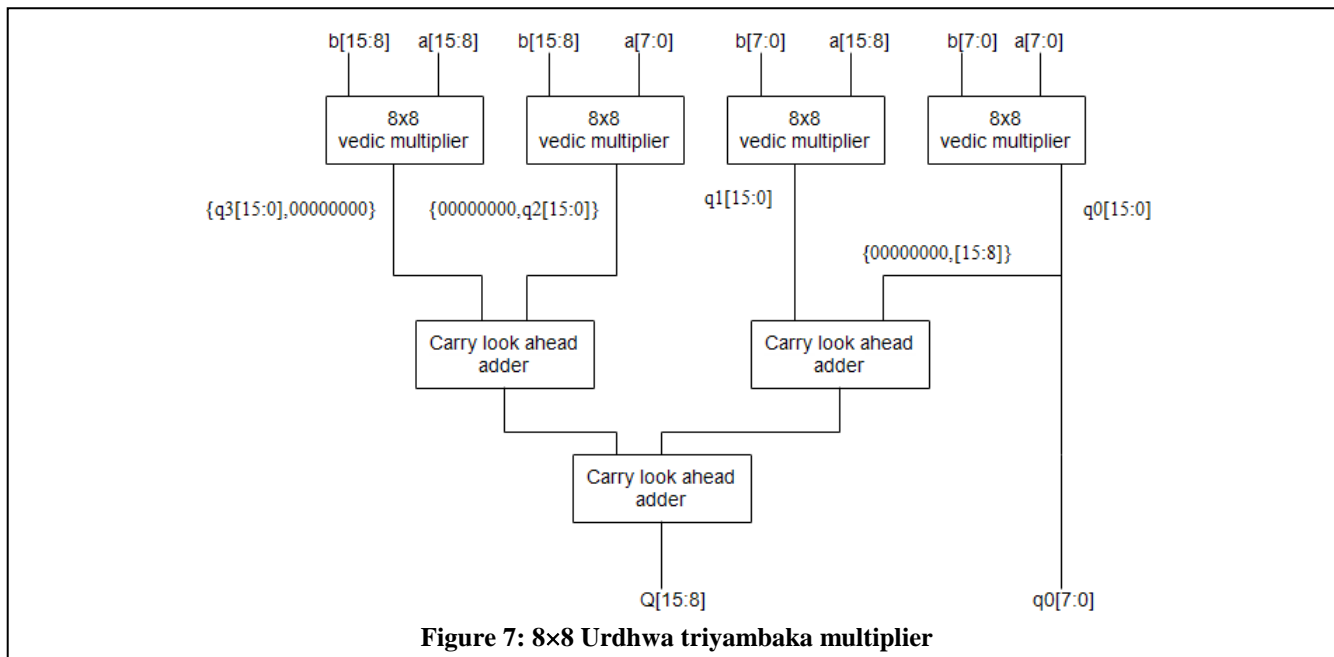 b[15:8] a[15:8] b[15:8] a[7:0] b[7:0] a[15:8] b[7:0] a[7:0]
8x8
vedic multiplier
8x8
vedic multiplier
8x8
vedic multiplier
8x8
vedic multiplier
{q3[15:0],00000000}
{00000000,q2[15:0]}
q1[15:0]
q0[15:0]
{00000000,[15:8]}
Carry look ahead
adder
Carry look ahead
adder
Carry look ahead
adder
Q[15:8]
q0[7:0]
Figure 7: 8×8 Urdhwa triyambaka multiplier